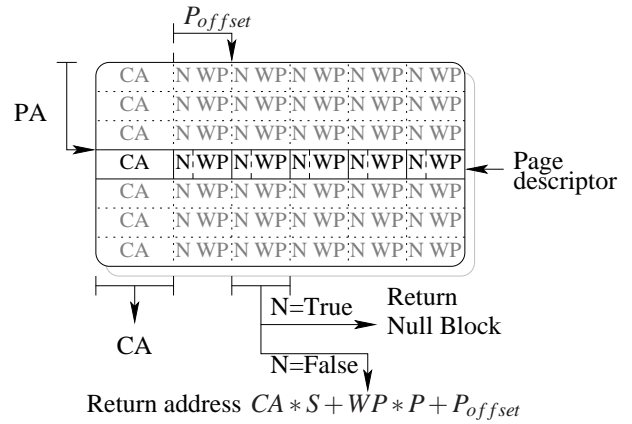 P_offset
CA N WP N WP N WP N WP N WP
CA N WP N WP N WP N WP N WP
PA
CA N WP N WP N WP N WP N WP
CA N WP N WP N WP N WP N WP
Page
descriptor
CA N WP N WP N WP N WP N WP
CA N WP N WP N WP N WP N WP
CA N WP N WP N WP N WP N WP
N=True
Return
Null Block
CA
N=False
Return address CA ∗ S + WP ∗ P + P_offset